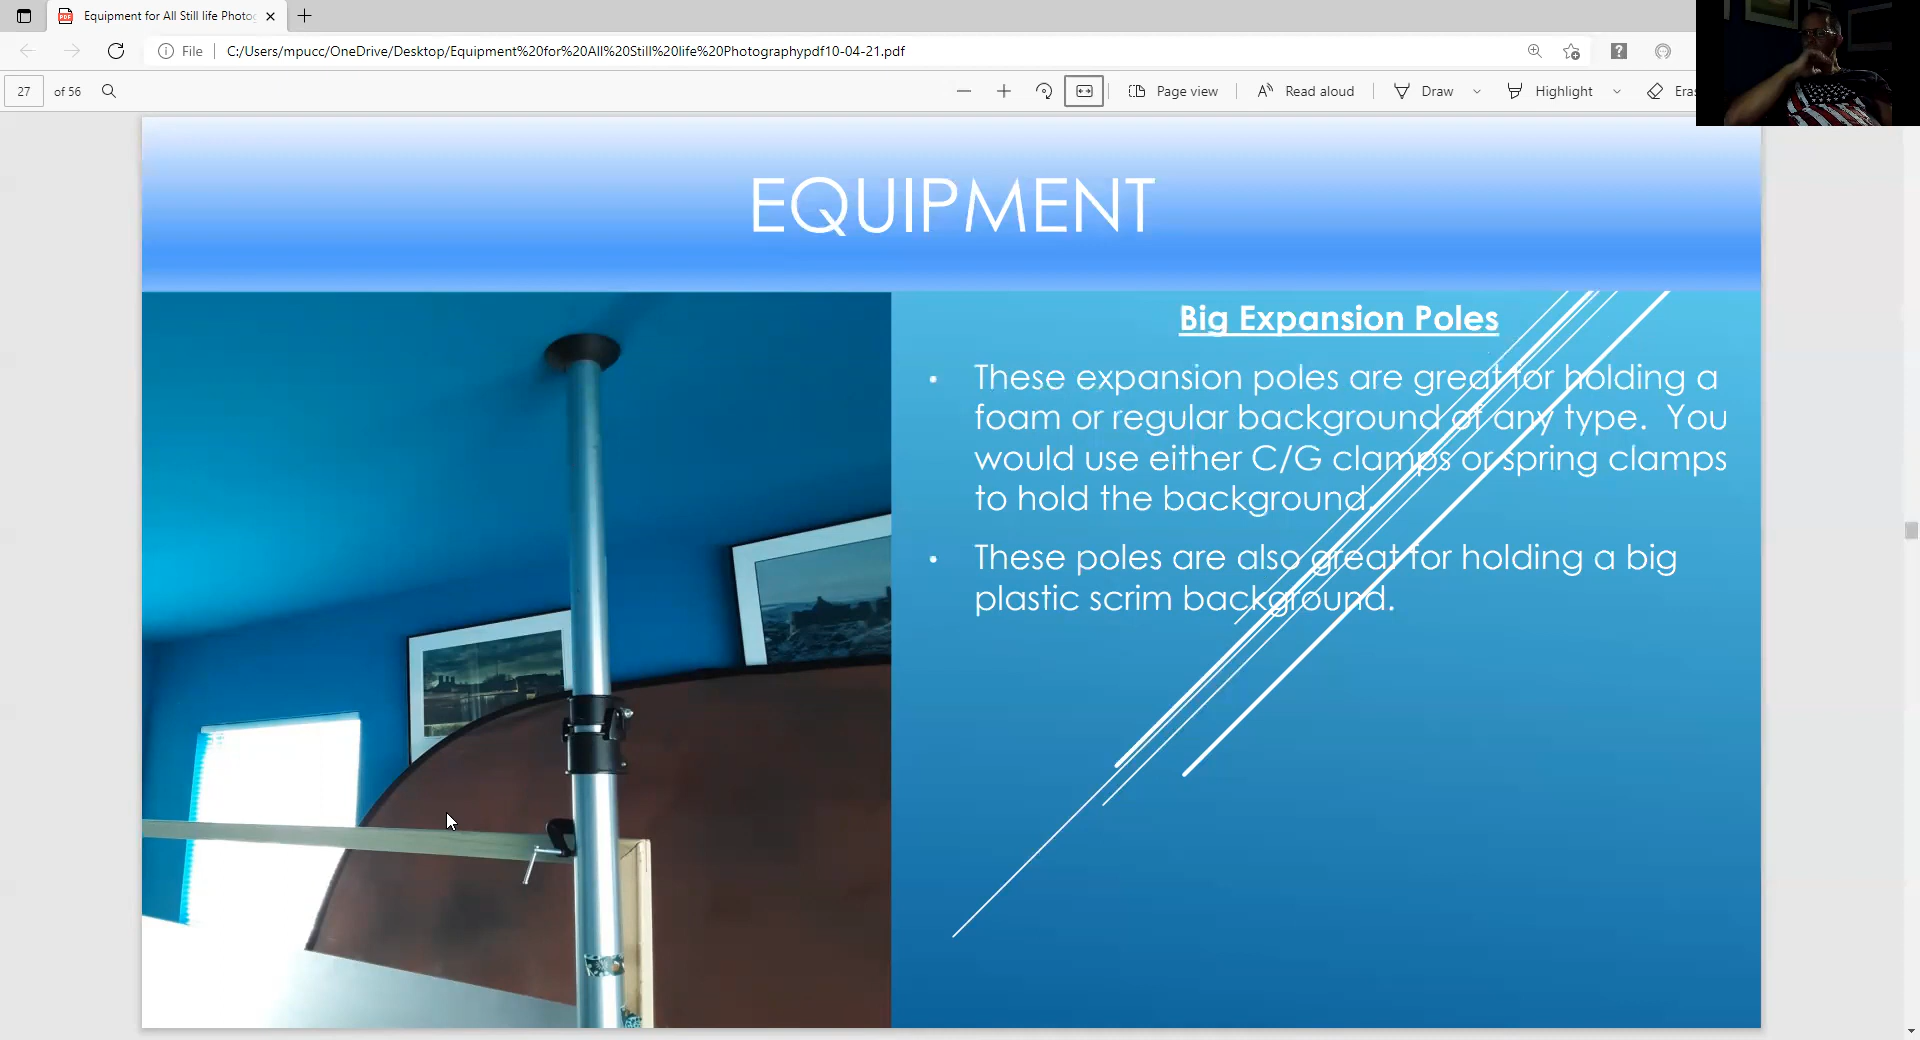 Equipment for All Still life Photog
File
C:/Users/mpucc/OneDrive/Desktop/Equipment%20for%20All%20Still%20life%20Photographypdf10-04-21.pdf
27 of 56
Page view
Read aloud
Draw
Highlight
Eras
EQUIPMENT
Big Expansion Poles
• These expansion poles are great for holding a
foam or regular background of any type. You
would use either C/G clamps or spring clamps
to hold the background.
• These poles are also great for holding a big
plastic scrim background.